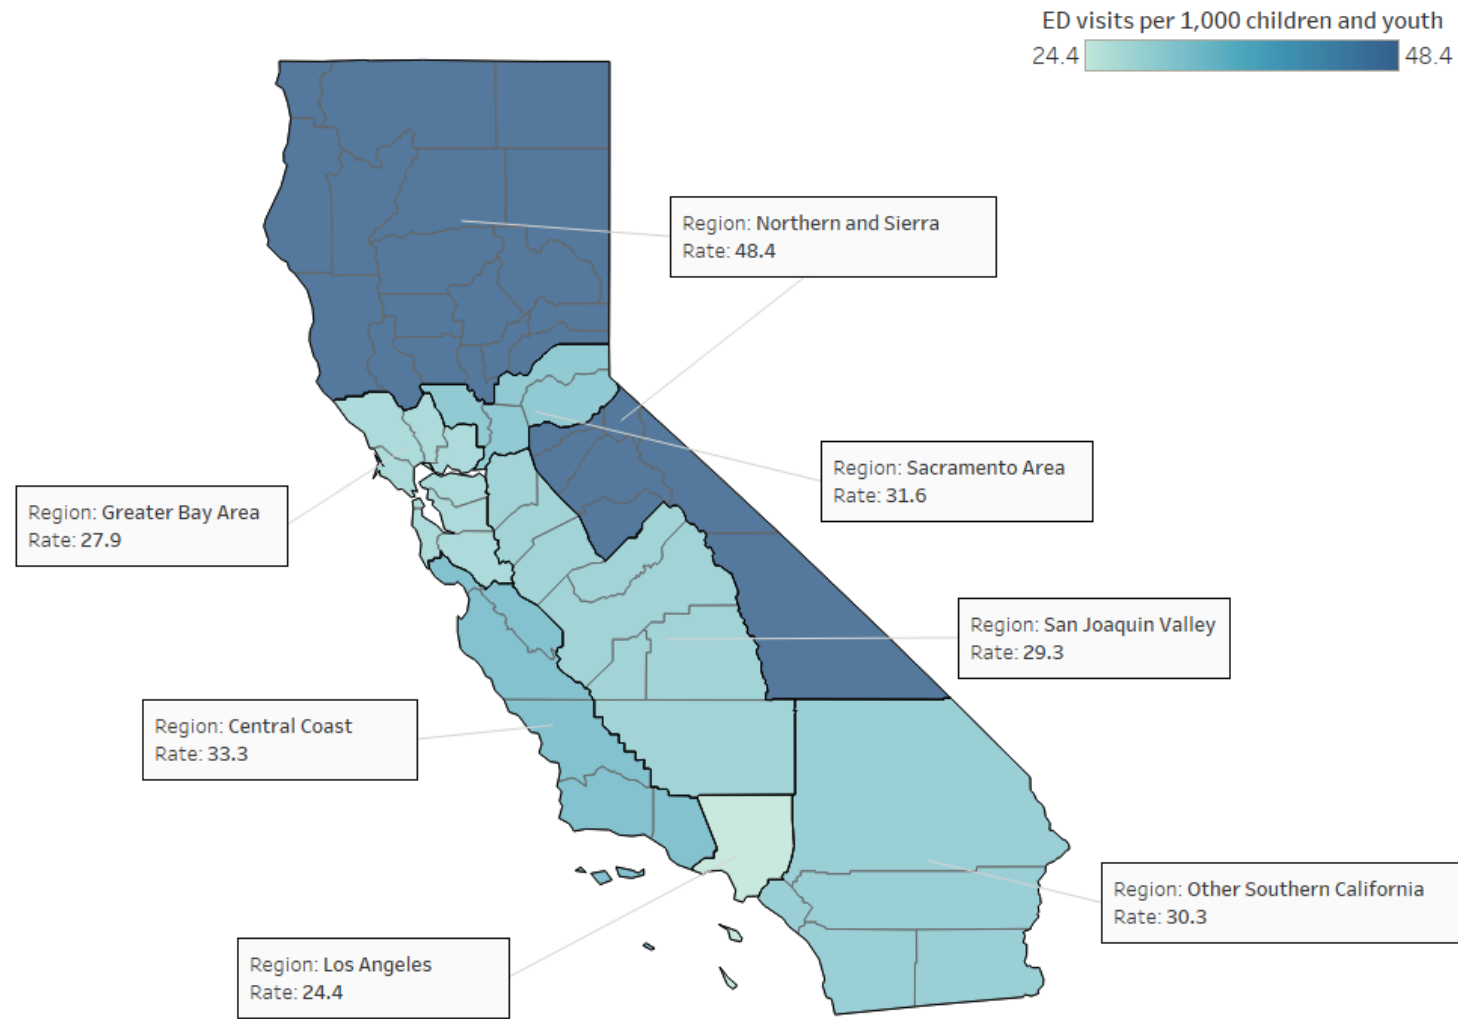 ED visits per 1,000 children and youth
24.4 48.4
Region: Northern and Sierra
Rate: 48.4
Region: Sacramento Area
Rate: 31.6
Region: Greater Bay Area
Rate: 27.9
Region: San Joaquin Valley
Rate: 29.3
Region: Central Coast
Rate: 33.3
Region: Other Southern California
Rate: 30.3
Region: Los Angeles
Rate: 24.4